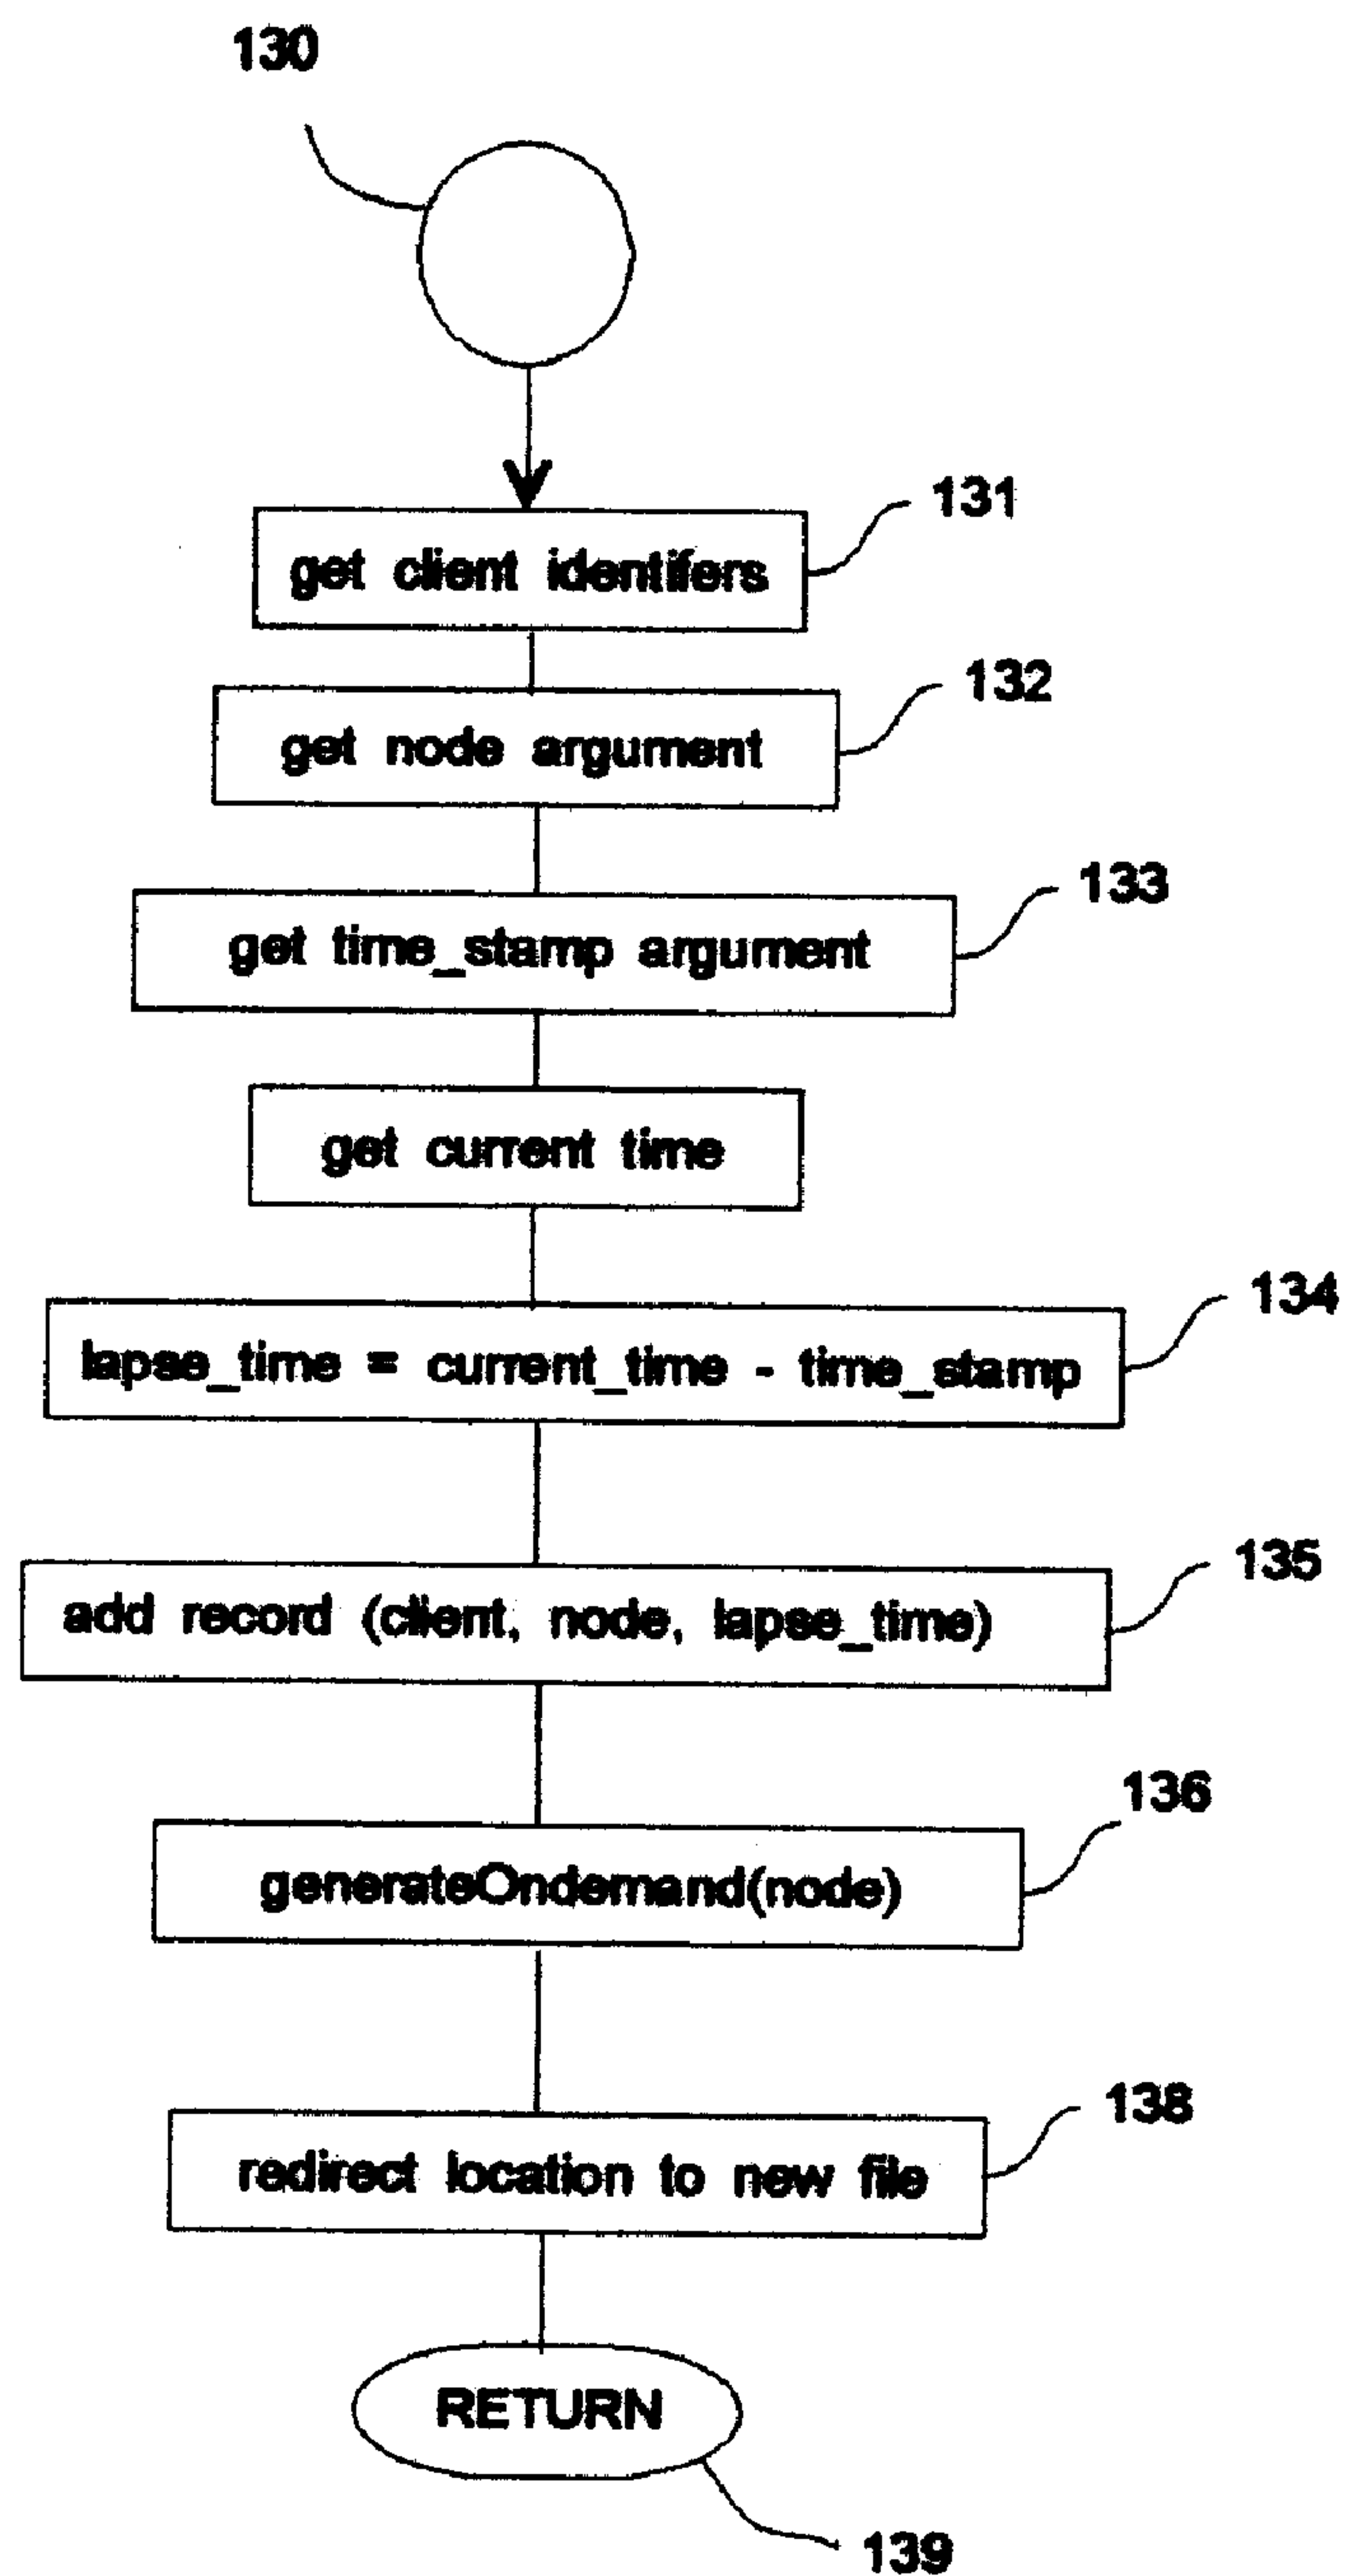 130
131
get client identifers
132
get node argument
133
get time_stamp argument
get current time
134
lapse_time = current_time - time_stamp
135
add record (client, node, lapse_time)
136
generateOndemand(node)
138
redirect location to new file
RETURN
139